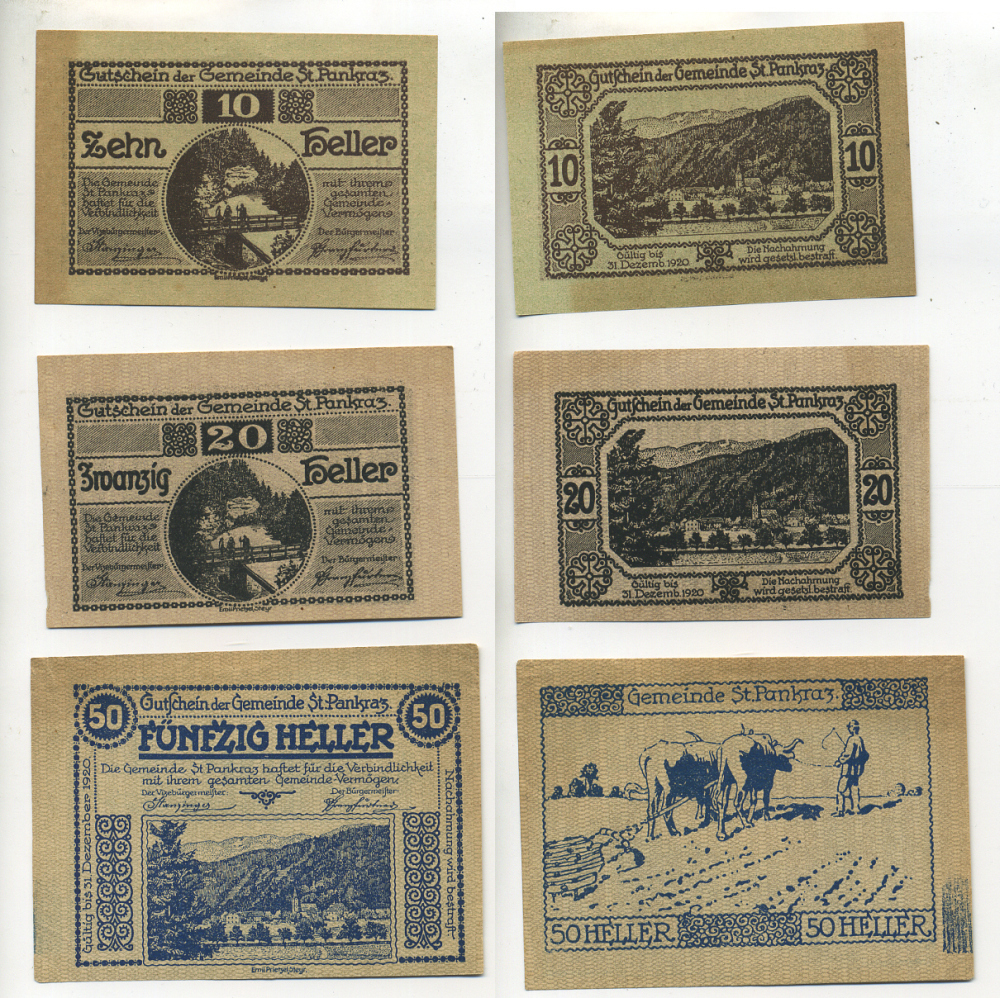 Gutschein der Gemeinde St. Pankraz.
10
Zehn Heller
Die Gemeinde
St Pankraz
haftet für die
Verbindlichkeit
mit ihrem
gesamten
Gemeinde-
Vermögen
Der Vizebürgermeister:
Der Bürgermeister:
Gutschein der Gemeinde St. Pankraz.
10 10
Gültig bis
31. Dezemb. 1920.
Die Nachahmung
wird gesetzl. bestraft.
Gutschein der Gemeinde St. Pankraz.
20
Zwanzig Heller
Die Gemeinde
St Pankraz
haftet für die
Verbindlichkeit
mit ihrem
gesamten
Gemeinde-
Vermögen
Der Vizebürgermeister:
Der Bürgermeister:
Ernst Prietzel, Steyr.
Gutschein der Gemeinde St. Pankraz
20 20
Gültig bis
31. Dezemb. 1920
Die Nachahmung
wird gesetzl. bestraft.
50 Gutschein der Gemeinde St. Pankraz. 50
FÜNFZIG HELLER
Die Gemeinde St Pankraz haftet für die Verbindlichkeit
mit ihrem gesamten Gemeinde-Vermögen.
Der Vizebürgermeister:
Der Bürgermeister:
Gültig bis 31. Dezember 1920.
Nachahmung wird bestraft.
Ernst Prietzel, Steyr.
Gemeinde St. Pankraz.
50 HELLER. 50 HELLER.